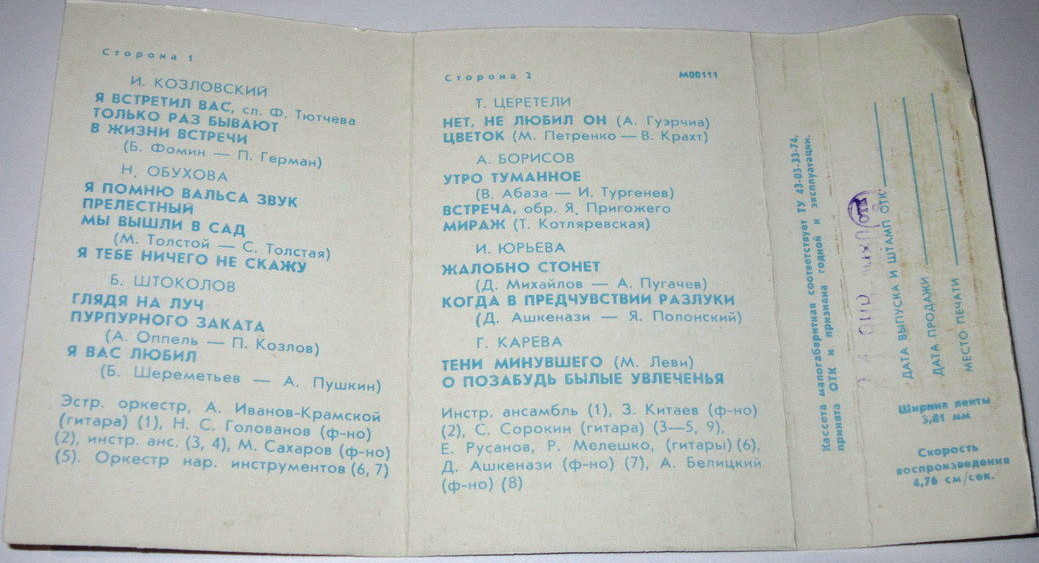 Сторона 1
И. КОЗЛОВСКИЙ
Я ВСТРЕТИЛ ВАС, сл. Ф. Тютчева
ТОЛЬКО РАЗ БЫВАЮТ
В ЖИЗНИ ВСТРЕЧИ
(Б. Фомин — П. Герман)
Н. ОБУХОВА
Я ПОМНЮ ВАЛЬСА ЗВУК
ПРЕЛЕСТНЫЙ
МЫ ВЫШЛИ В САД
(М. Толстой — С. Толстая)
Я ТЕБЕ НИЧЕГО НЕ СКАЖУ
Б. ШТОКОЛОВ
ГЛЯДЯ НА ЛУЧ
ПУРПУРНОГО ЗАКАТА
(А. Оппель — П. Козлов)
Я ВАС ЛЮБИЛ
(Б. Шереметьев — А. Пушкин)
Эстр. оркестр, А. Иванов-Крамской
(гитара) (1), Н. С. Голованов (ф-но)
(2), инстр. анс. (3, 4), М. Сахаров (ф-но)
(5). Оркестр нар. инструментов (6, 7)
Сторона 2 М00111
Т. ЦЕРЕТЕЛИ
НЕТ, НЕ ЛЮБИЛ ОН (А. Гуэрчиа)
ЦВЕТОК (М. Петренко — В. Крахт)
А. БОРИСОВ
УТРО ТУМАННОЕ
(В. Абаза — И. Тургенев)
ВСТРЕЧА, обр. Я. Пригожего
МИРАЖ (Т. Котляревская)
И. ЮРЬЕВА
ЖАЛОБНО СТОНЕТ
(Д. Михайлов — А. Пугачев)
КОГДА В ПРЕДЧУВСТВИИ РАЗЛУКИ
(Д. Ашкенази — Я. Полонский)
Г. КАРЕВА
ТЕНИ МИНУВШЕГО (М. Леви)
О ПОЗАБУДЬ БЫЛЫЕ УВЛЕЧЕНЬЯ
Инстр. ансамбль (1), З. Китаев (ф-но)
(2), С. Сорокин (гитара) (3—5, 9),
Е. Русанов, Р. Мелешко, (гитары) (6),
Д. Ашкенази (ф-но) (7), А. Белицкий
(ф-но) (8)
Кассета малогабаритная соответствует ТУ 43-03-33-74,
принята ОТК и признана годной к эксплуатации.
ДАТА ВЫПУСКА И ШТАМП ОТК:
ДАТА ПРОДАЖИ
МЕСТО ПЕЧАТИ
Ширина ленты
3,81 мм
Скорость
воспроизведения
4,76 см/сек.